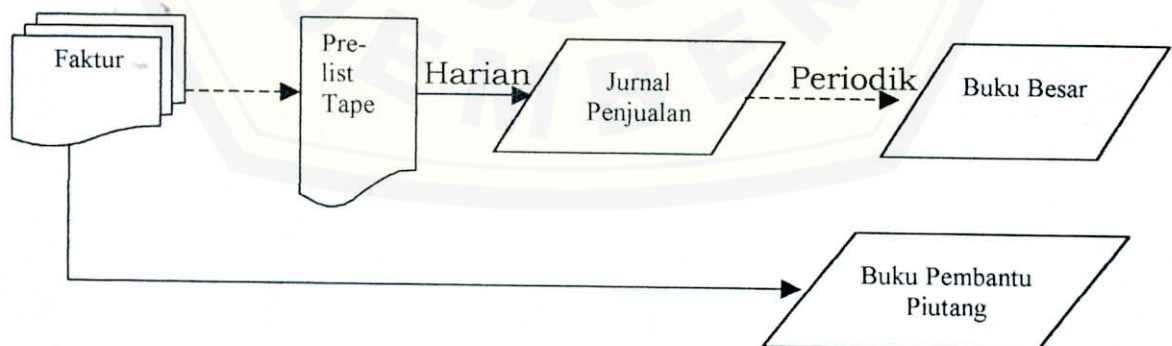 Faktur
Pre-
list
Tape
Harian
Jurnal
Penjualan
Periodik
Buku Besar
Buku Pembantu
Piutang